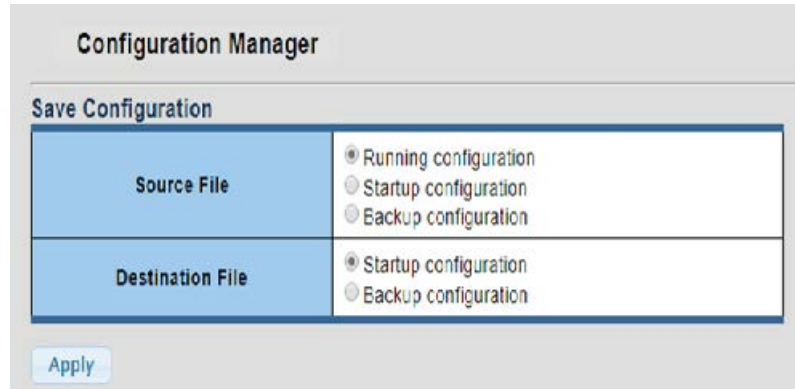 Configuration Manager
Save Configuration
Source File
Running configuration
Startup configuration
Backup configuration
Destination File
Startup configuration
Backup configuration
Apply